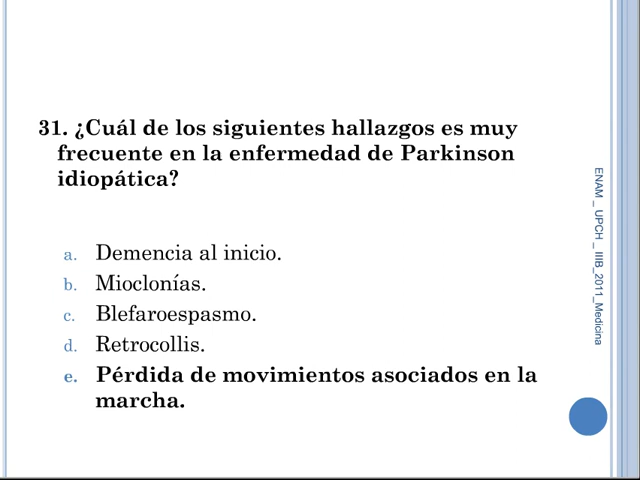 31. ¿Cuál de los siguientes hallazgos es muy
frecuente en la enfermedad de Parkinson
idiopática?
a. Demencia al inicio.
b. Mioclonías.
c. Blefaroespasmo.
d. Retrocollis.
e. Pérdida de movimientos asociados en la
marcha.
ENAM _ UPCH _ IIIB_2011_Medicina